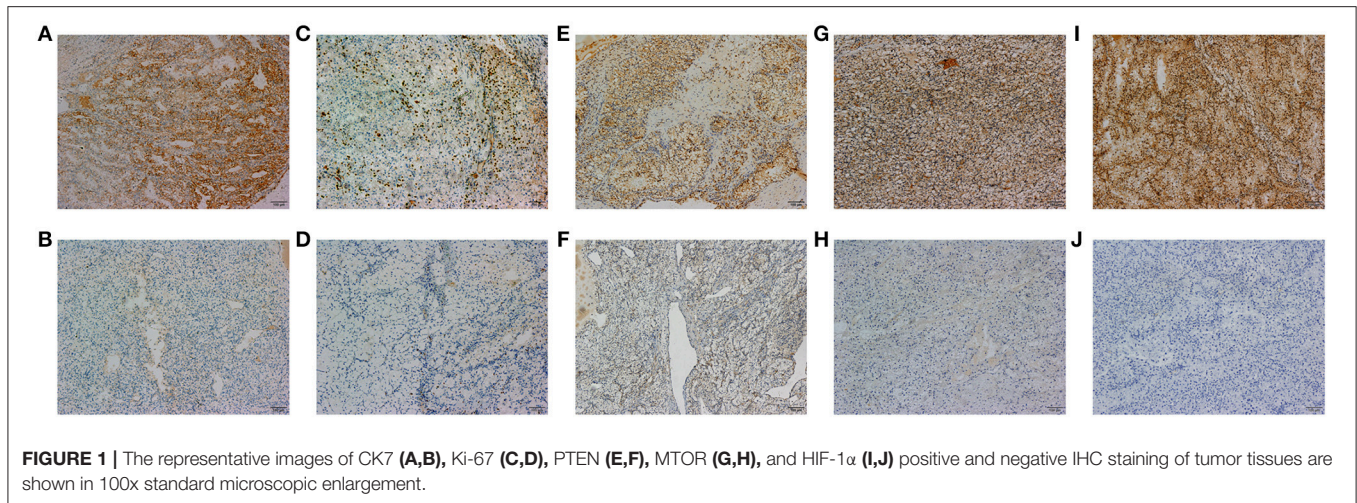 A C E G I
B D F H J
FIGURE 1 | The representative images of CK7 (A,B), Ki-67 (C,D), PTEN (E,F), MTOR (G,H), and HIF-1α (I,J) positive and negative IHC staining of tumor tissues are
shown in 100x standard microscopic enlargement.